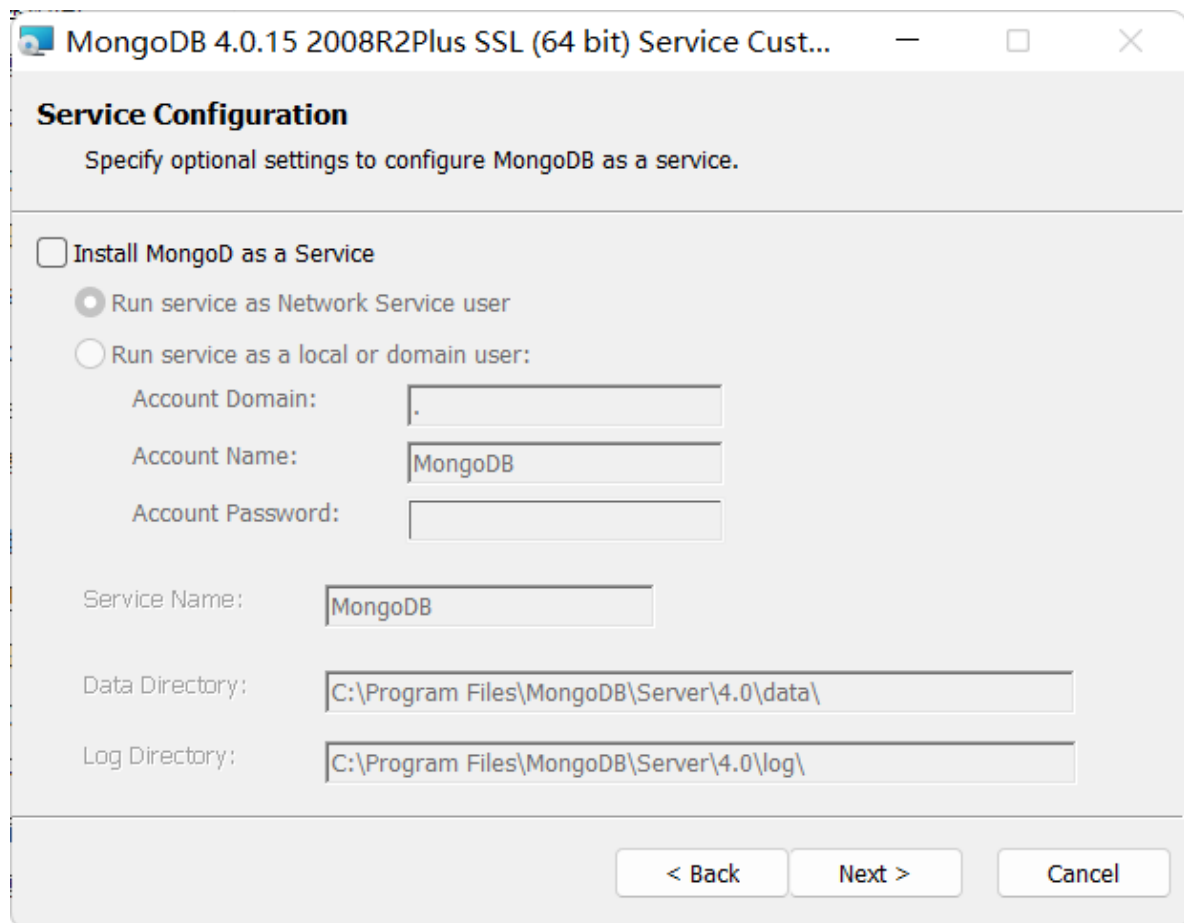 MongoDB 4.0.15 2008R2Plus SSL (64 bit) Service Cust...
Service Configuration
Specify optional settings to configure MongoDB as a service.
Install MongoD as a Service
Run service as Network Service user
Run service as a local or domain user:
Account Domain: .
Account Name: MongoDB
Account Password:
Service Name: MongoDB
Data Directory: C:\Program Files\MongoDB\Server\4.0\data\
Log Directory: C:\Program Files\MongoDB\Server\4.0\log\
< Back Next > Cancel